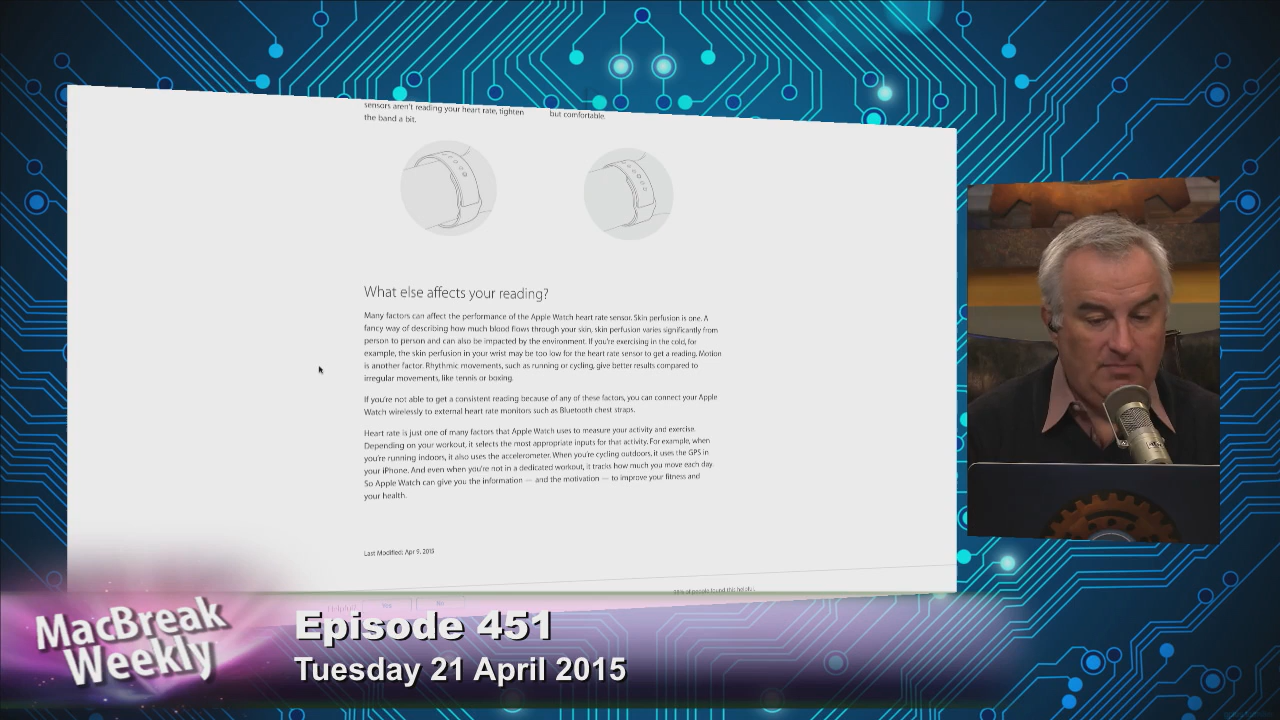 sensors aren't reading your heart rate, tighten
the band a bit.
but comfortable.
What else affects your reading?
Many factors can affect the performance of the Apple Watch heart rate sensor. Skin perfusion is one. A
fancy way of describing how much blood flows through your skin, skin perfusion varies significantly from
person to person and can also be impacted by the environment. If you're exercising in the cold, for
example, the skin perfusion in your wrist may be too low for the heart rate sensor to get a reading. Motion
is another factor. Rhythmic movements, such as running or cycling, give better results compared to
irregular movements, like tennis or boxing.
If you're not able to get a consistent reading because of any of these factors, you can connect your Apple
Watch wirelessly to external heart rate monitors such as Bluetooth chest straps.
Heart rate is just one of many factors that Apple Watch uses to measure your activity and exercise.
Depending on your workout, it selects the most appropriate inputs for that activity. For example, when
you're running indoors, it also uses the accelerometer. When you're cycling outdoors, it uses the GPS in
your iPhone. And even when you're not in a dedicated workout, it tracks how much you move each day.
So Apple Watch can give you the information — and the motivation — to improve your fitness and
your health.
Last Modified: Apr 9, 2015
Helpful?
Yes
No
% of people found this helpful.
MacBreak
Weekly
Episode 451
Tuesday 21 April 2015